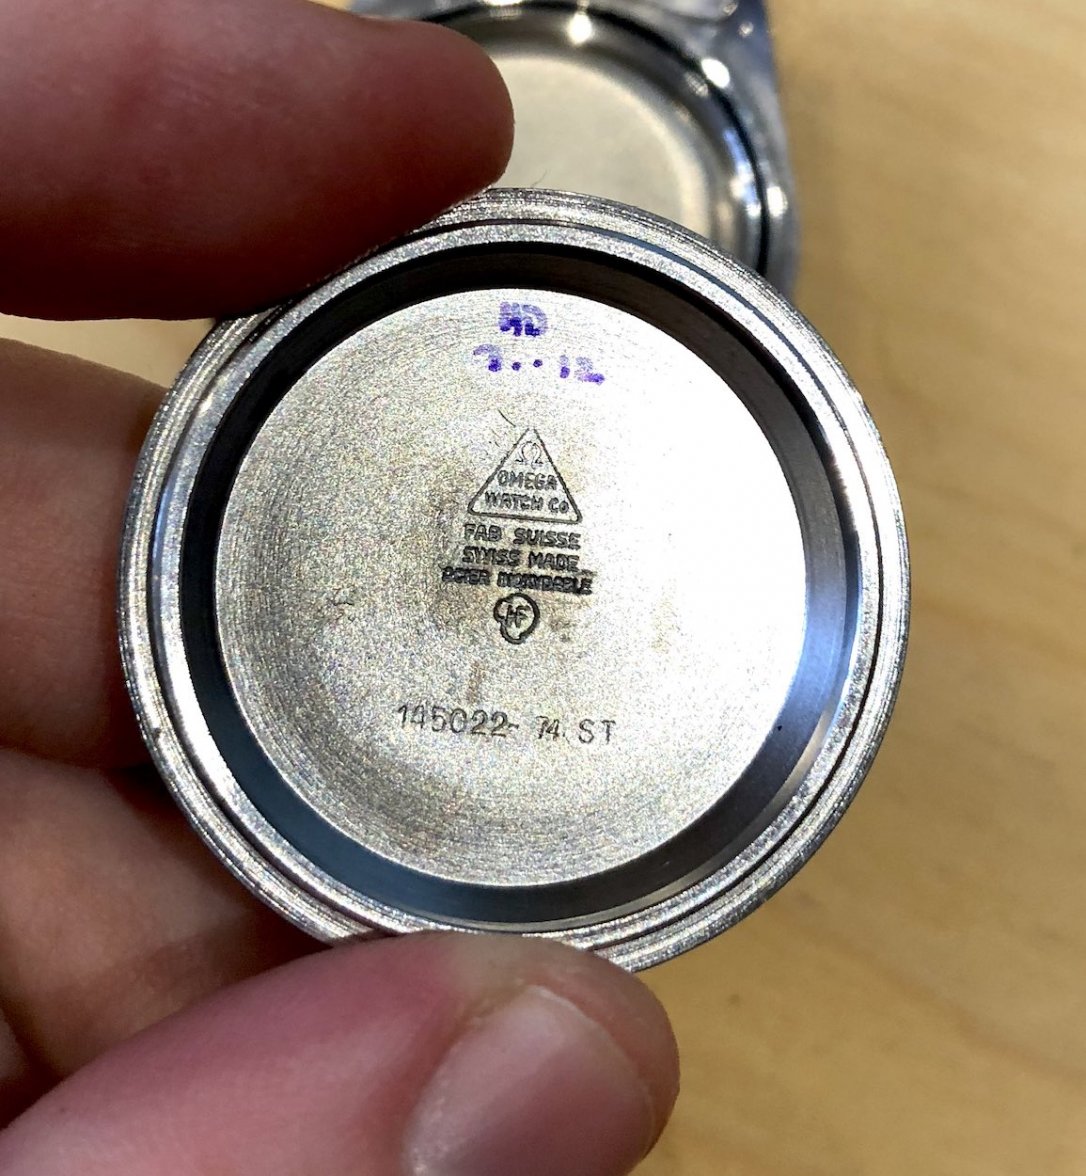 Ω
OMEGA
WATCH Co
FAB SUISSE
SWISS MADE
ACIER INOXYDABLE
HF
145022- 74 ST